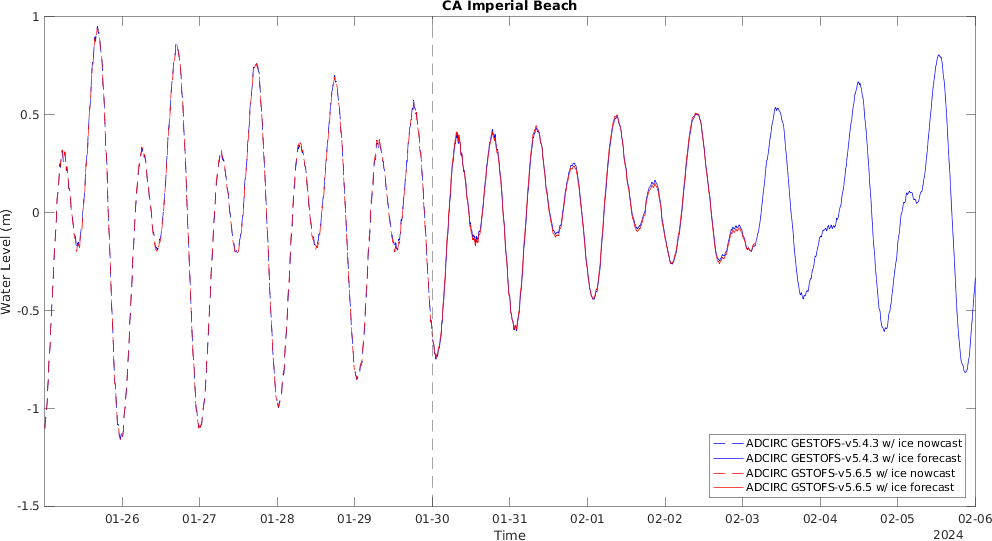 CA Imperial Beach
1
0.5
0
-0.5
-1
-1.5
Water Level (m)
01-26 01-27 01-28 01-29 01-30 01-31 02-01 02-02 02-03 02-04 02-05 02-06
Time
2024
ADCIRC GESTOFS-v5.4.3 w/ ice nowcast
ADCIRC GESTOFS-v5.4.3 w/ ice forecast
ADCIRC GSTOFS-v5.6.5 w/ ice nowcast
ADCIRC GSTOFS-v5.6.5 w/ ice forecast